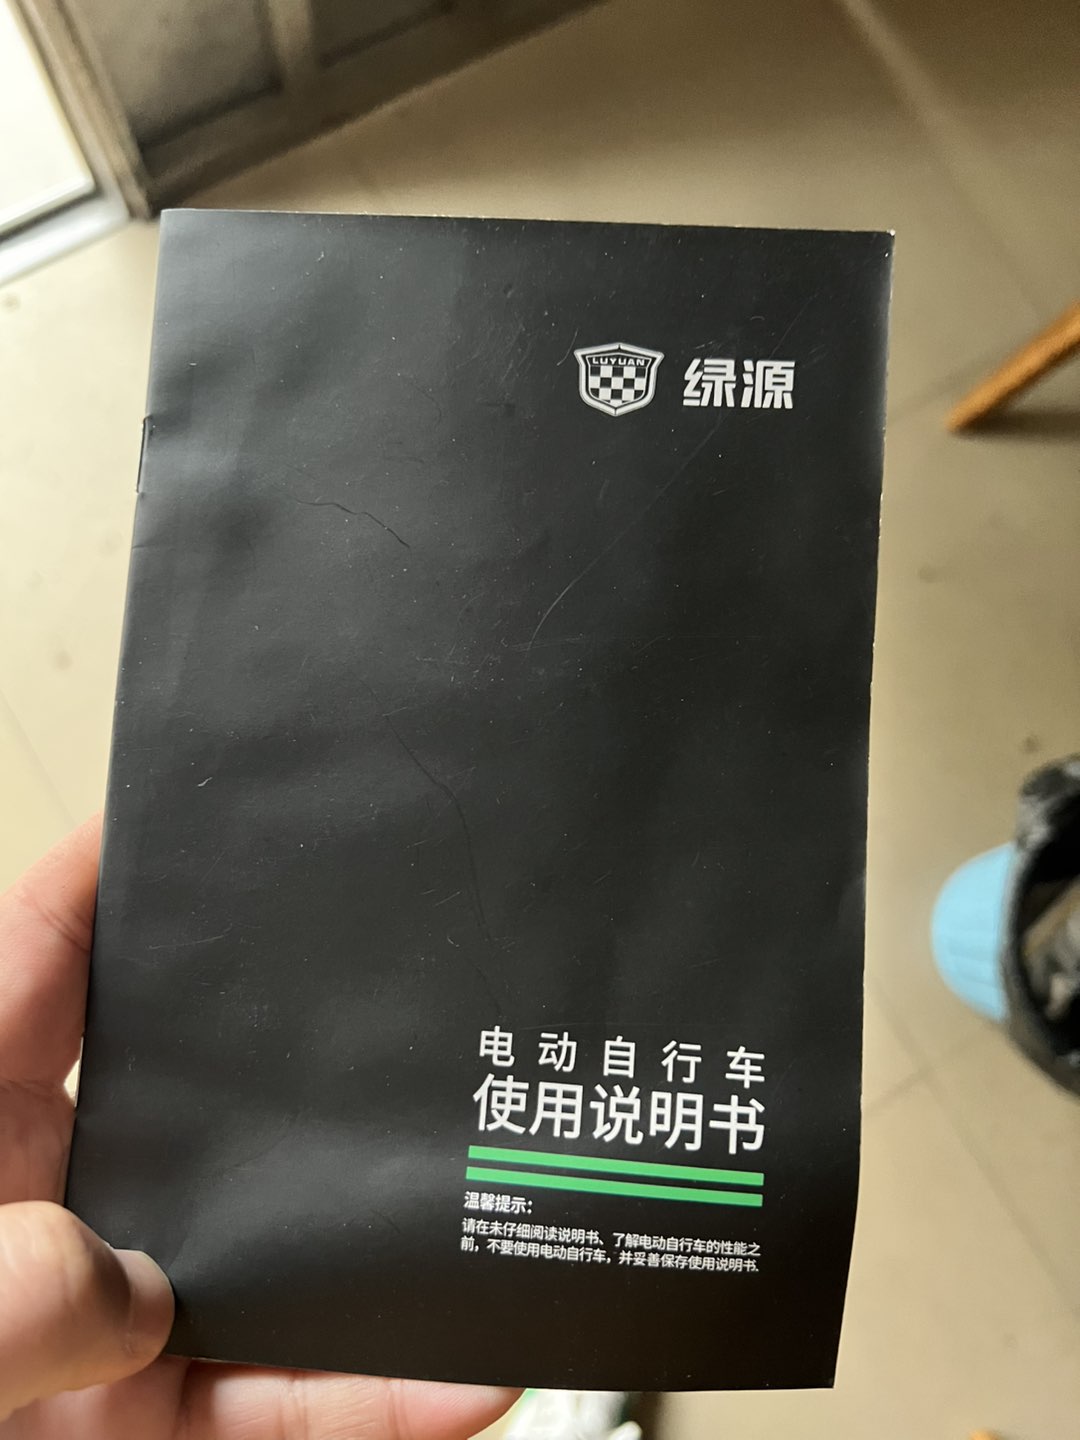 LUYUAN
绿源
电动自行车
使用说明书
温馨提示：
请在未仔细阅读说明书、了解电动自行车的性能之
前，不要使用电动自行车，并妥善保存使用说明书。